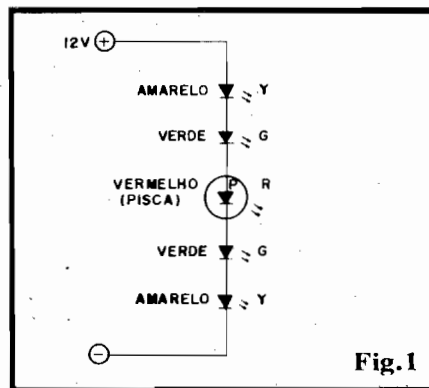 12V +
AMARELO Y
VERDE G
VERMELHO P R
(PISCA)
VERDE G
AMARELO Y
−
Fig.1